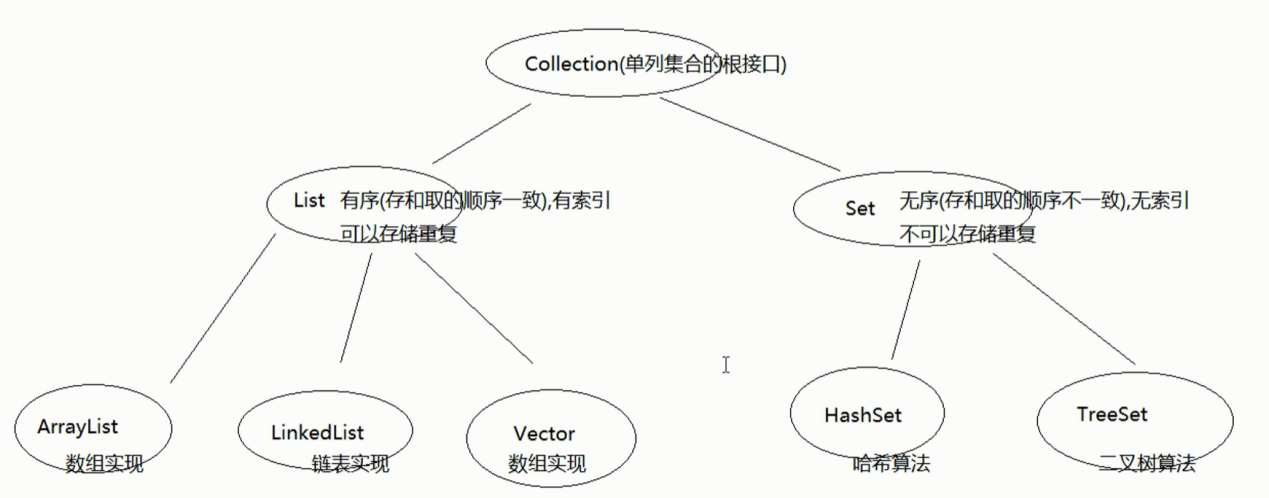 Collection(单列集合的根接口)
List 有序(存和取的顺序一致),有索引
可以存储重复
Set 无序(存和取的顺序不一致),无索引
不可以存储重复
ArrayList
数组实现
LinkedList
链表实现
Vector
数组实现
HashSet
哈希算法
TreeSet
二叉树算法